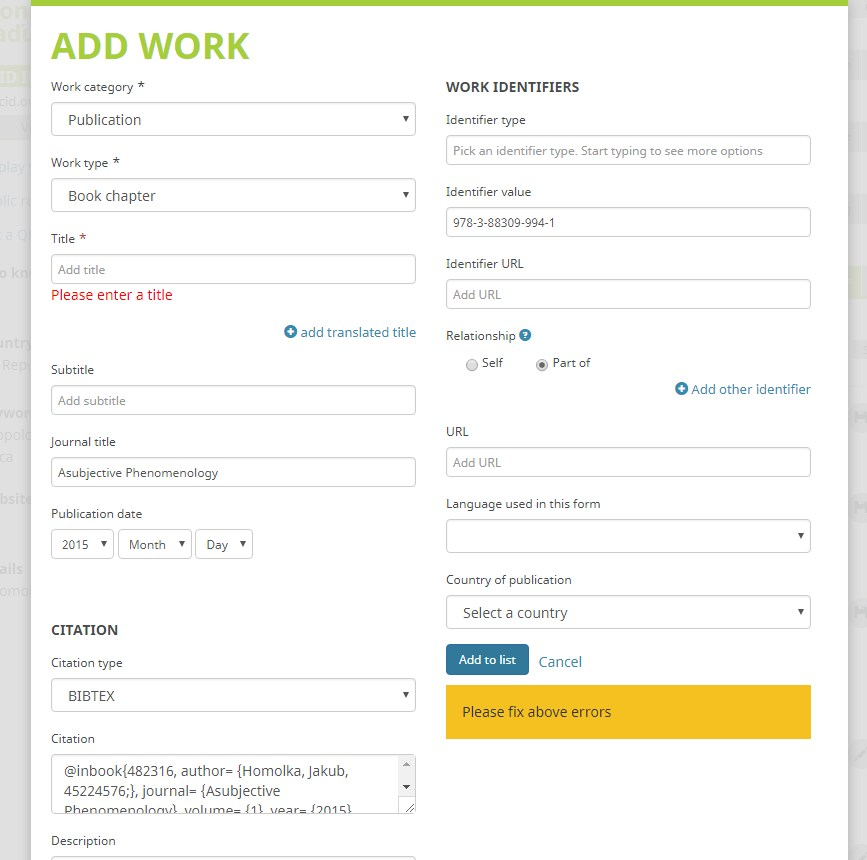 ADD WORK
Work category *
Publication
Work type *
Book chapter
Title *
Add title
Please enter a title
add translated title
Subtitle
Add subtitle
Journal title
Asubjective Phenomenology
Publication date
2015 Month Day
CITATION
Citation type
BIBTEX
Citation
@inbook{482316, author= {Homolka, Jakub,
45224576;}, journal= {Asubjective
Phenomenology}, volume= {1}, year= {2015}
Description
WORK IDENTIFIERS
Identifier type
Pick an identifier type. Start typing to see more options
Identifier value
978-3-88309-994-1
Identifier URL
Add URL
Relationship ?
Self Part of
Add other identifier
URL
Add URL
Language used in this form
Country of publication
Select a country
Add to list Cancel
Please fix above errors